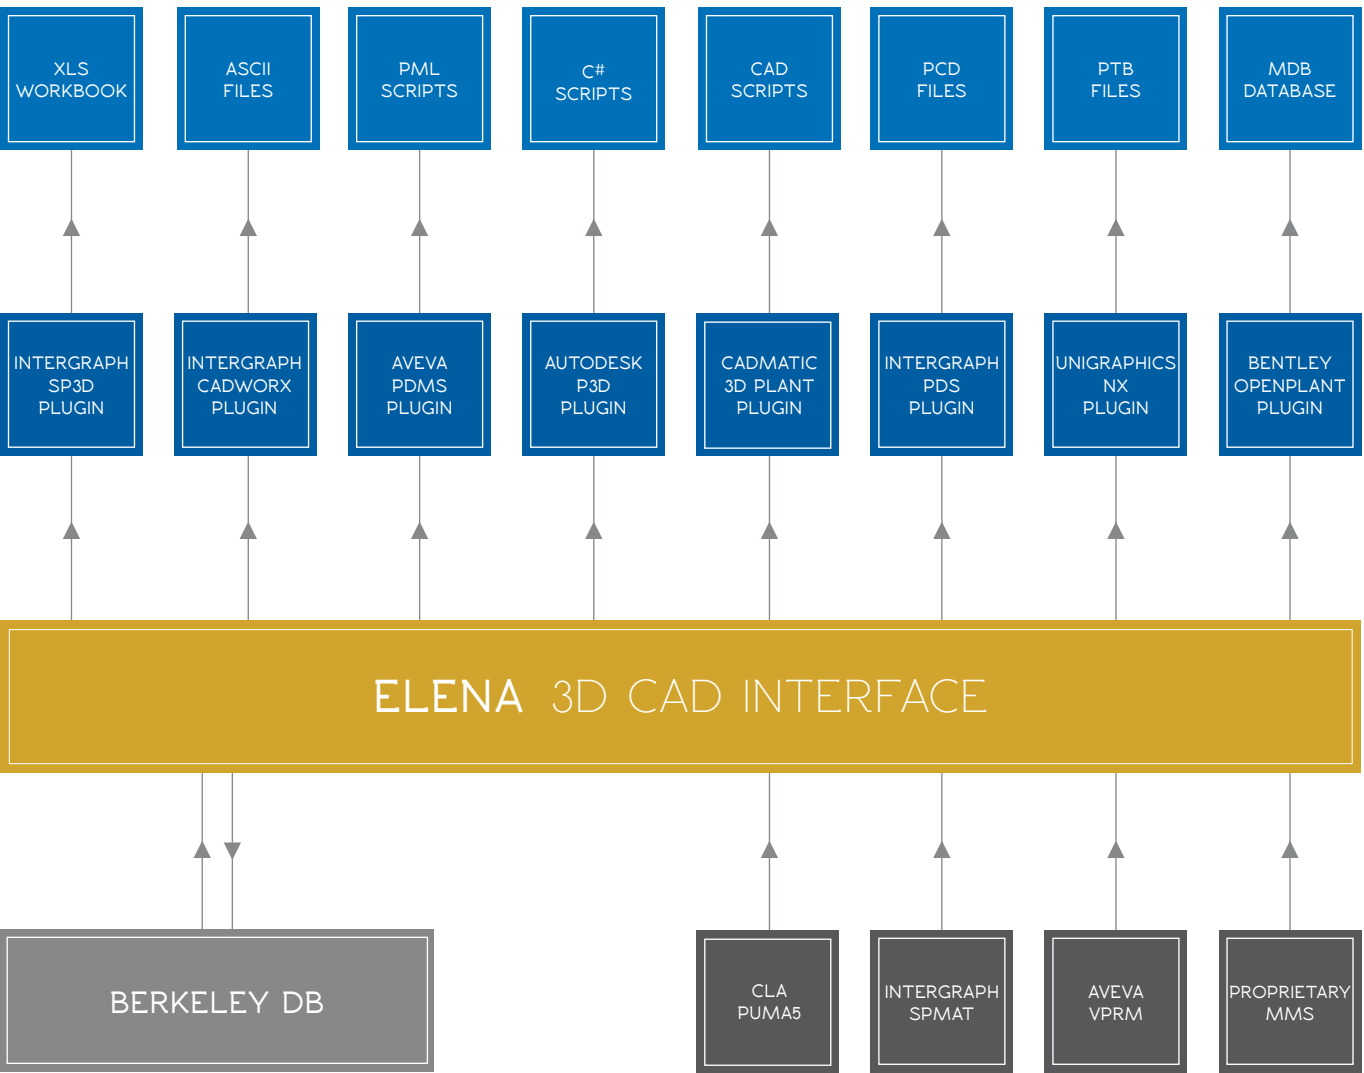 XLS
WORKBOOK
ASCII
FILES
PML
SCRIPTS
C#
SCRIPTS
CAD
SCRIPTS
PCD
FILES
PTB
FILES
MDB
DATABASE
INTERGRAPH
SP3D
PLUGIN
INTERGRAPH
CADWORX
PLUGIN
AVEVA
PDMS
PLUGIN
AUTODESK
P3D
PLUGIN
CADMATIC
3D PLANT
PLUGIN
INTERGRAPH
PDS
PLUGIN
UNIGRAPHICS
NX
PLUGIN
BENTLEY
OPENPLANT
PLUGIN
ELENA 3D CAD INTERFACE
BERKELEY DB
CLA
PUMA5
INTERGRAPH
SPMAT
AVEVA
VPRM
PROPRIETARY
MMS